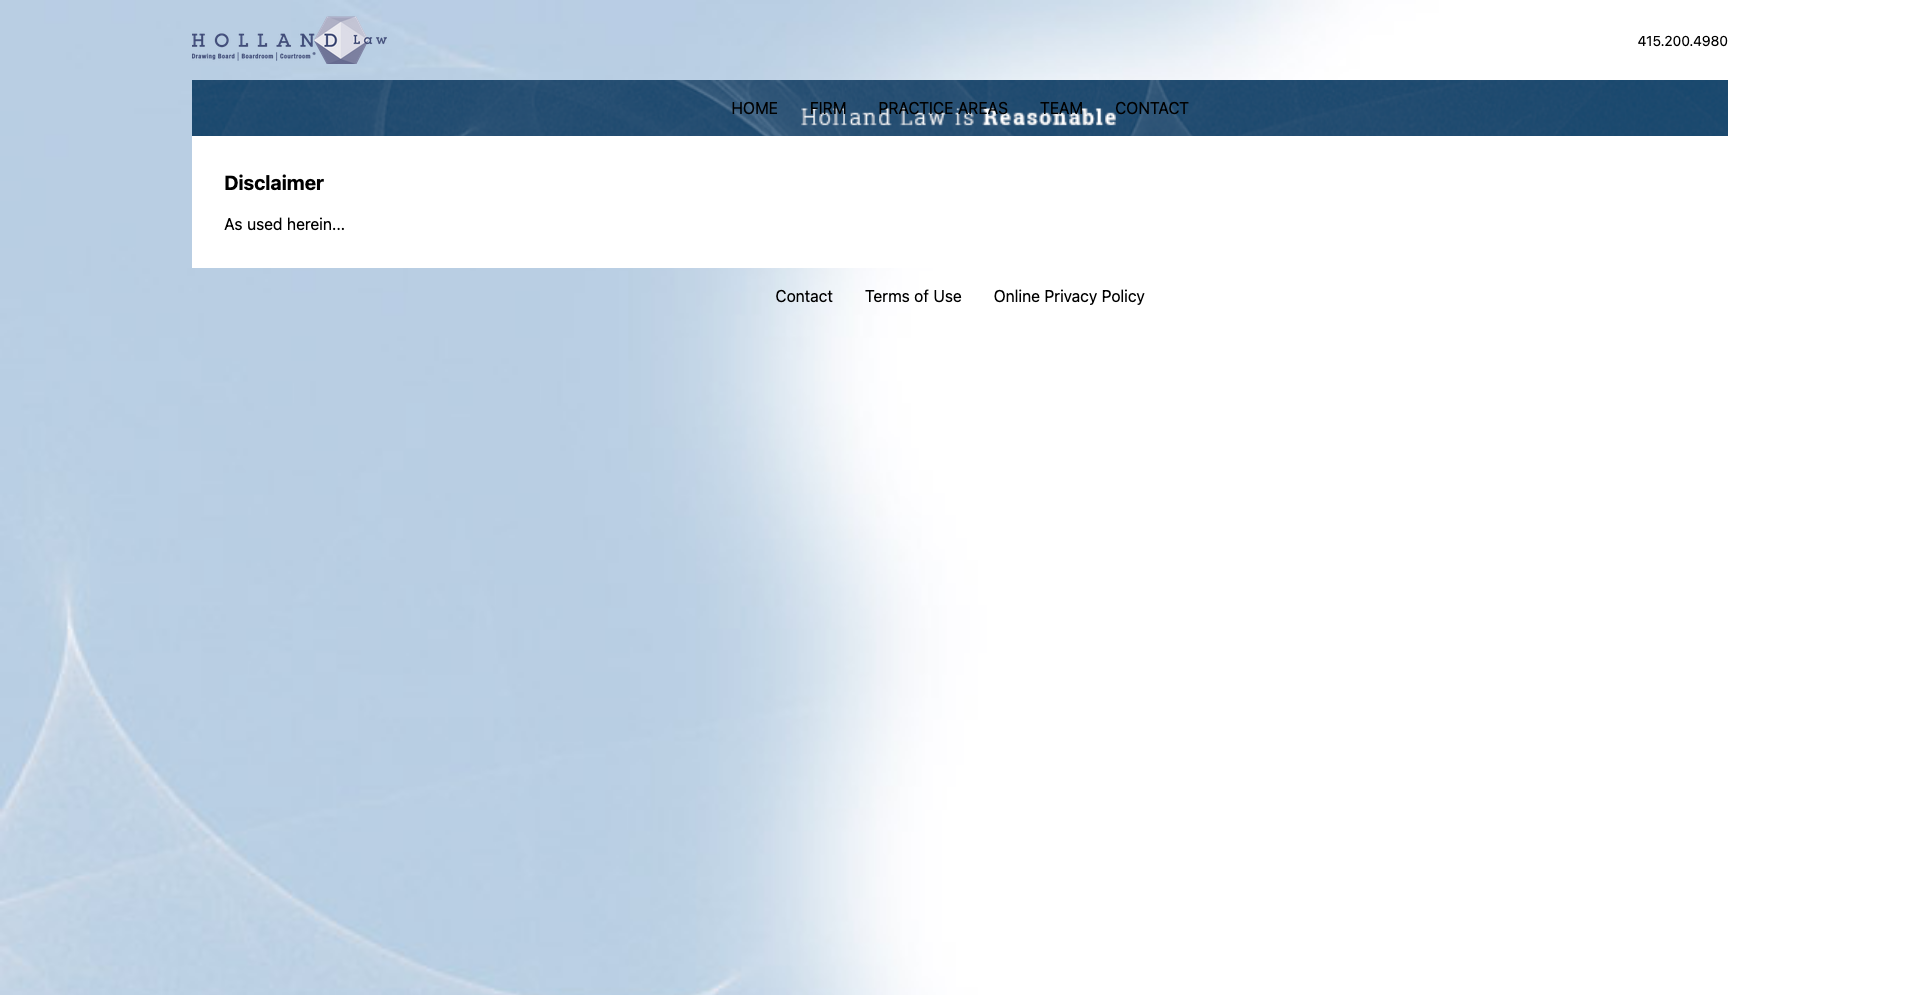 HOLLAND Law
Drawing Board | Boardroom | Courtroom
415.200.4980
HOME FIRM PRACTICE AREAS TEAM CONTACT
Holland Law is Reasonable
Disclaimer
As used herein...
Contact Terms of Use Online Privacy Policy